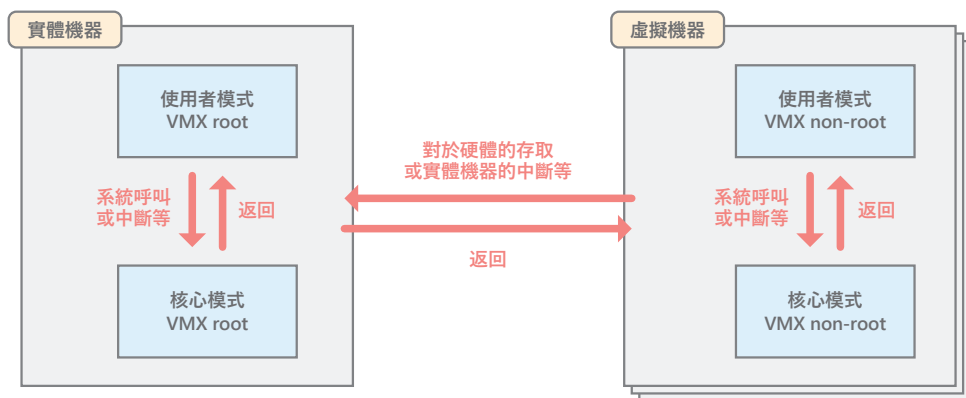 實體機器
使用者模式
VMX root
系統呼叫
或中斷等
返回
核心模式
VMX root
對於硬體的存取
或實體機器的中斷等
返回
虛擬機器
使用者模式
VMX non-root
系統呼叫
或中斷等
返回
核心模式
VMX non-root